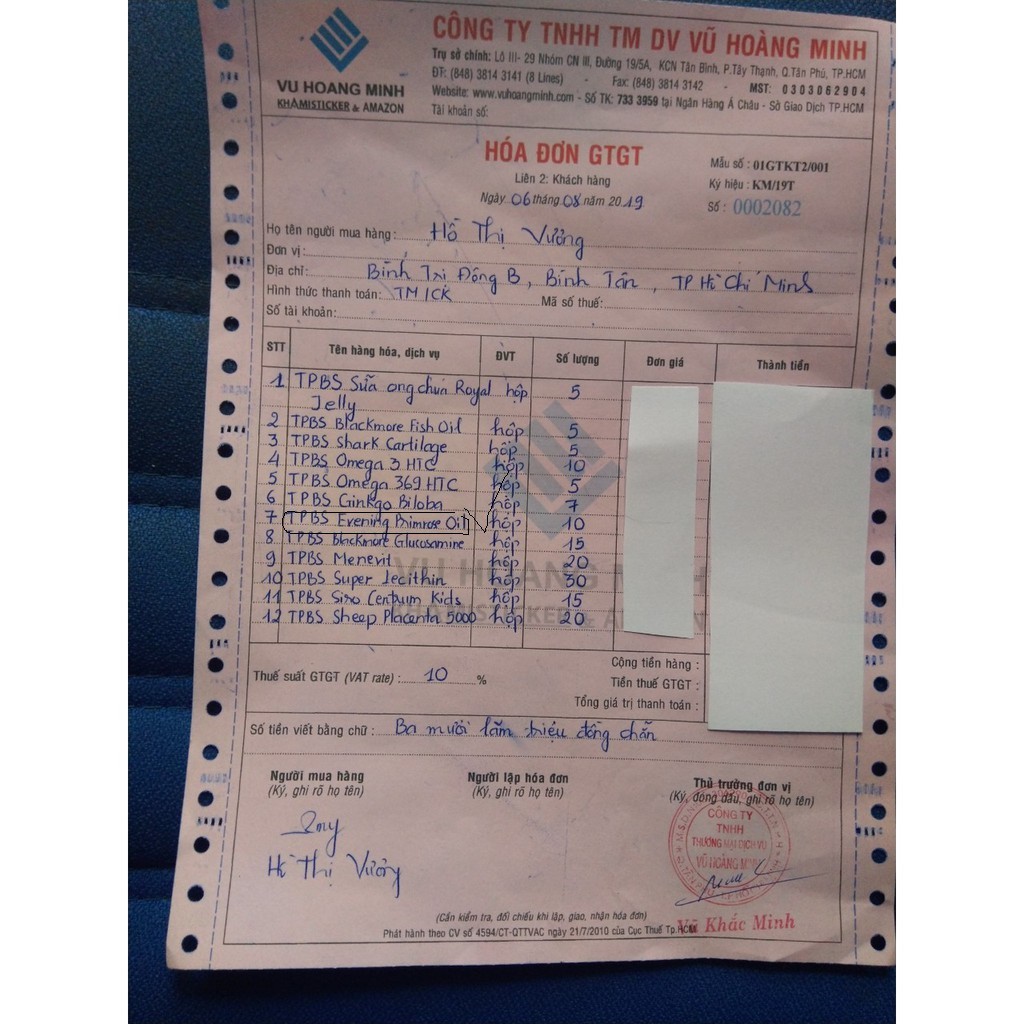 CÔNG TY TNHH TM DV VŨ HOÀNG MINH
Trụ sở chính: Lô III- 29 Nhóm CN III, Đường 19/5A, KCN Tân Bình, P.Tây Thạnh, Q.Tân Phú, TP.HCM
ĐT: (848) 3814 3141 (8 Lines) - Fax: (848) 3814 3142 - MST: 0303062904
Website: www.vuhoangminh.com - Số TK: 733 3959 tại Ngân Hàng Á Châu - Sở Giao Dịch TP.HCM
Tài khoản số:
VU HOANG MINH
KHAMISTICKER & AMAZON
HÓA ĐƠN GTGT
Liên 2: Khách hàng
Ngày 06 tháng 08 năm 2019
Mẫu số : 01GTKT2/001
Ký hiệu : KM/19T
Số : 0002082
Họ tên người mua hàng: Hồ Thị Vưởng
Đơn vị:
Địa chỉ: Bình Trị Đông B, Bình Tân, TP Hồ Chí Minh
Hình thức thanh toán: TM/CK Mã số thuế:
Số tài khoản:
STT Tên hàng hóa, dịch vụ ĐVT Số lượng Đơn giá Thành tiền
1 TPBS Sữa ong chúa Royal Jelly hộp 5
2 TPBS Blackmore Fish Oil hộp 5
3 TPBS Shark Cartilage hộp 5
4 TPBS Omega 3 HTC hộp 10
5 TPBS Omega 369 HTC hộp 5
6 TPBS Ginkgo Biloba hộp 7
7 TPBS Evening Primrose Oil hộp 10
8 TPBS Blackmore Glucosamine hộp 15
9 TPBS Menevit hộp 20
10 TPBS Super Lecithin hộp 30
11 TPBS Siro Centrum Kids hộp 15
12 TPBS Sheep Placenta 5000 hộp 20
Cộng tiền hàng :
Thuế suất GTGT (VAT rate) : 10 % Tiền thuế GTGT :
Tổng giá trị thanh toán :
Số tiền viết bằng chữ : Ba mười lăm triệu đồng chẵn
Người mua hàng Người lập hóa đơn Thủ trưởng đơn vị
(Ký, ghi rõ họ tên) (Ký, ghi rõ họ tên) (Ký, đóng dấu, ghi rõ họ tên)
CÔNG TY
TNHH
THƯƠNG MẠI DỊCH VỤ
VŨ HOÀNG MINH
Hồ Thị Vưởng
Vũ Khắc Minh
(Cần kiểm tra, đối chiếu khi lập, giao, nhận hóa đơn)
Phát hành theo CV số 4594/CT-QTTVAC ngày 21/7/2010 của Cục Thuế Tp.HCM